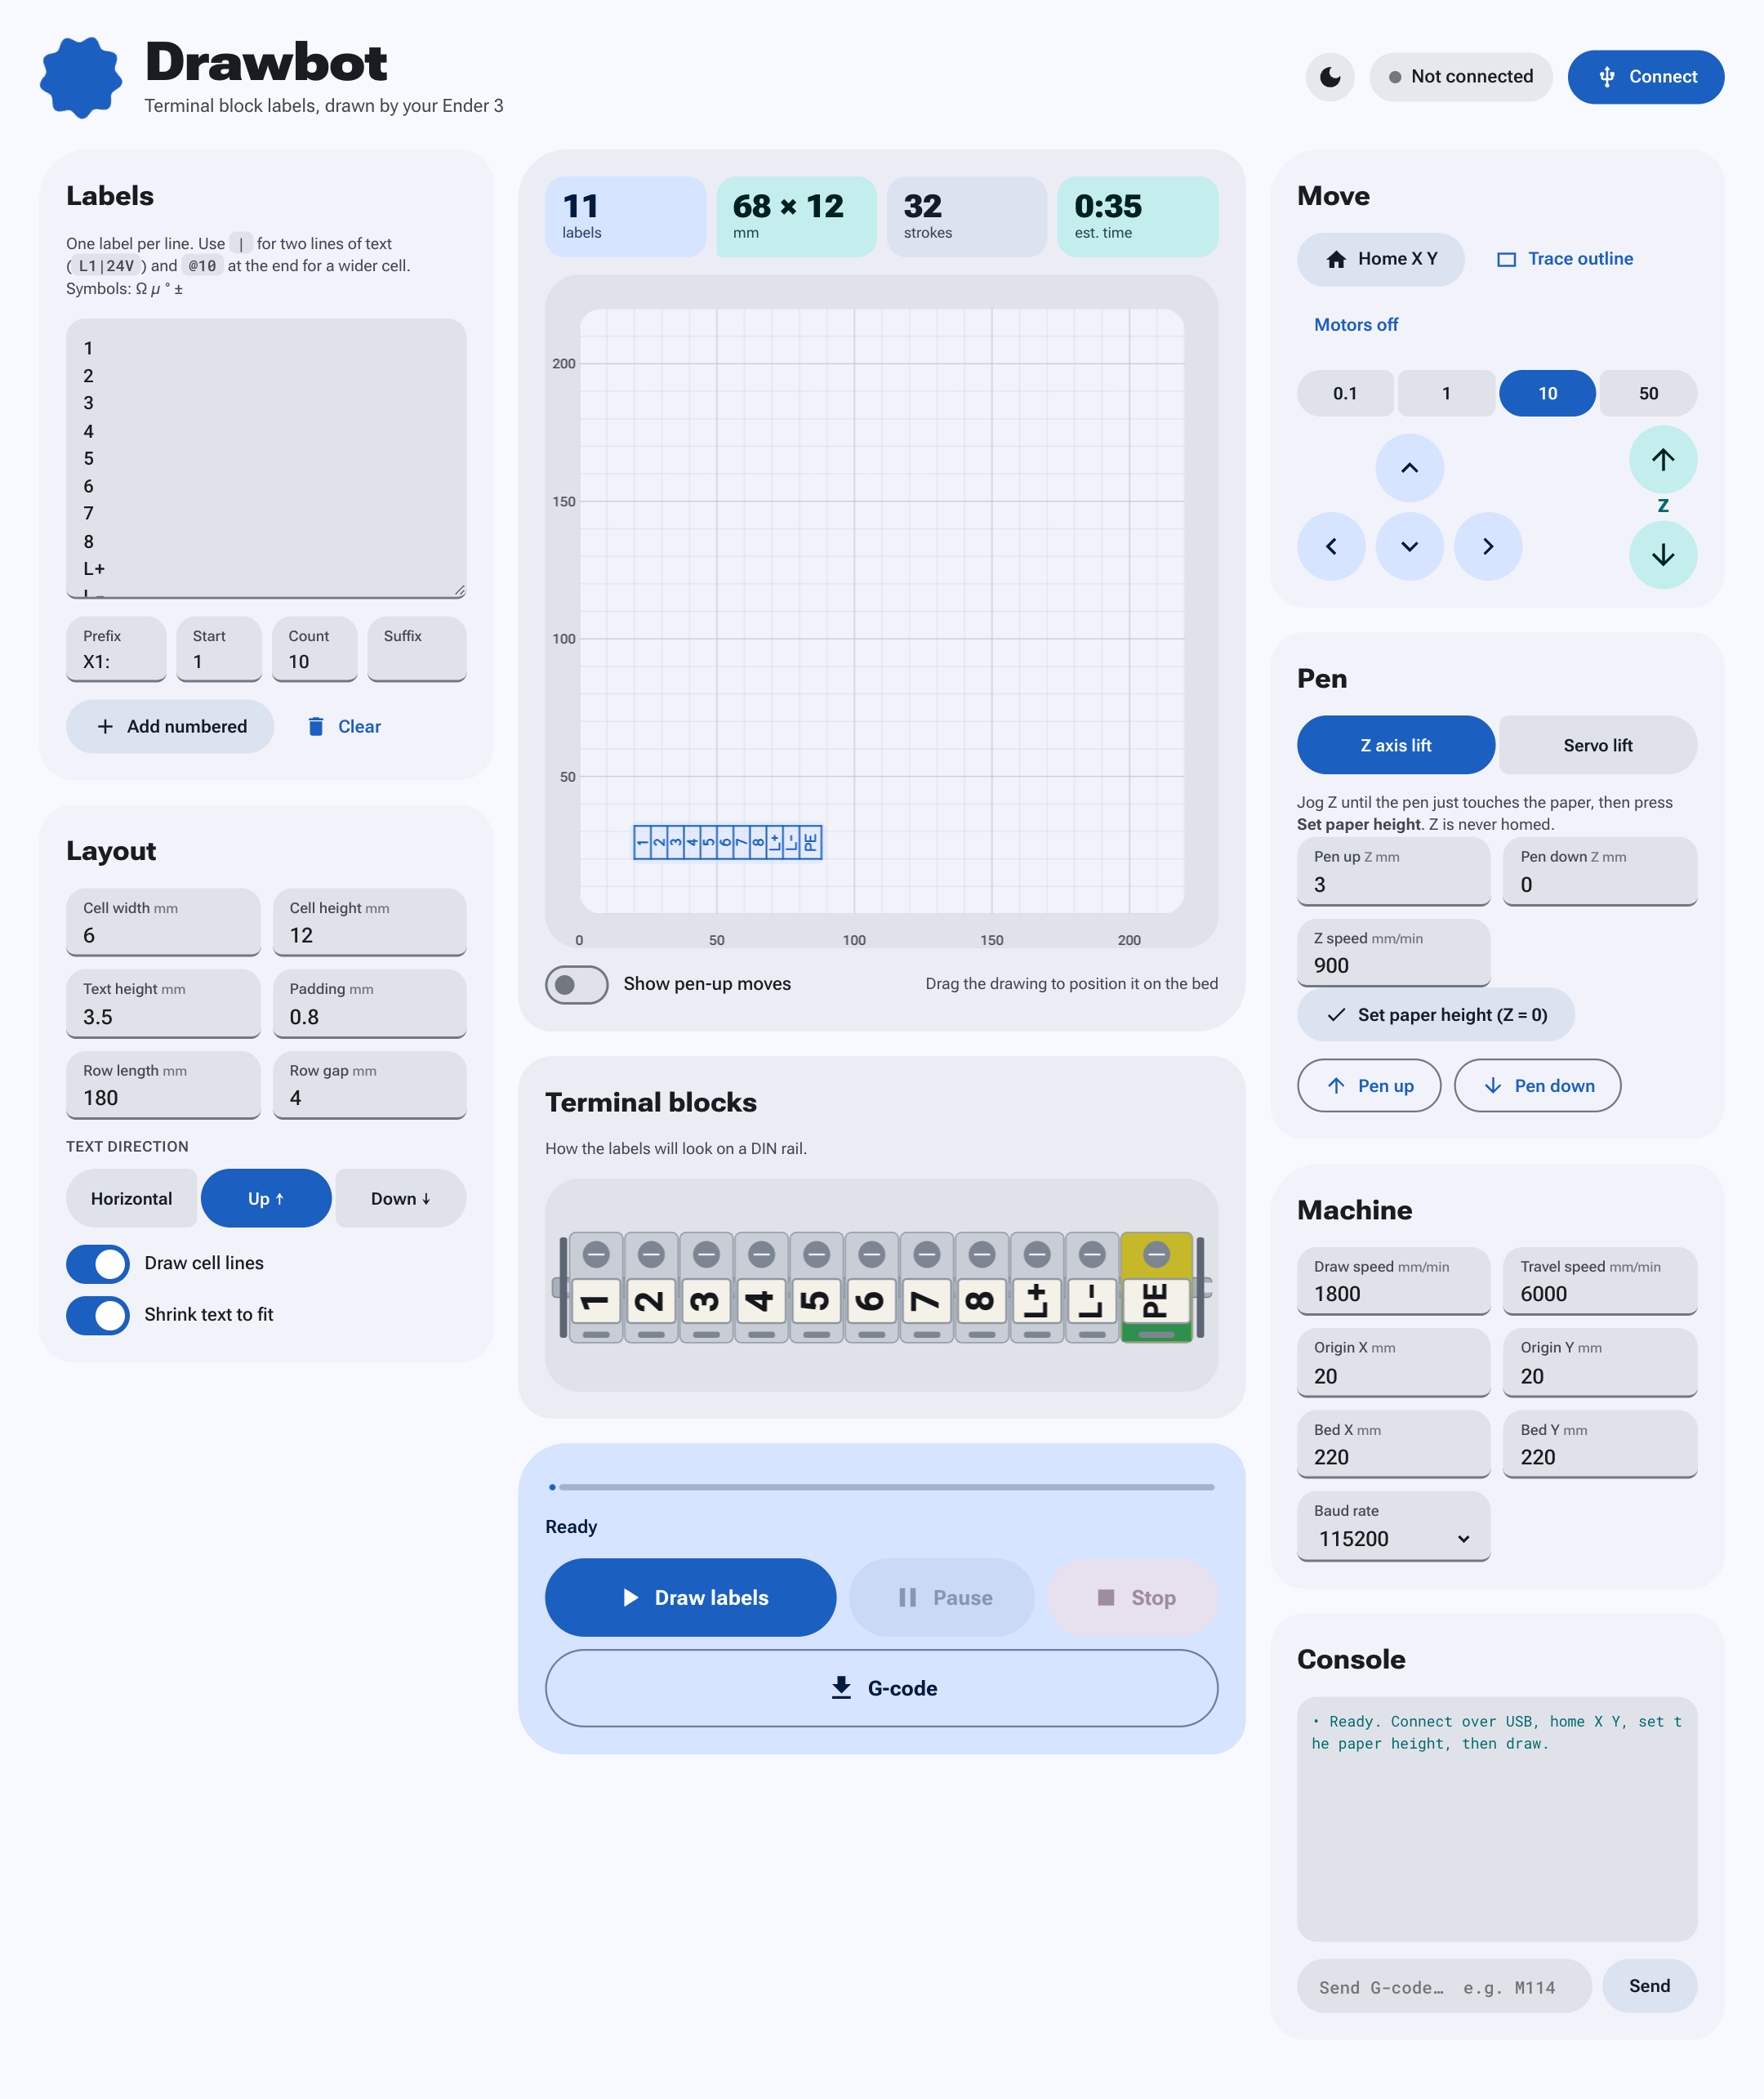 Drawbot
Terminal block labels, drawn by your Ender 3
Not connected
Connect
Labels
One label per line. Use | for two lines of text
( L1|24V ) and @10 at the end for a wider cell.
Symbols: Ω µ ° ±
1
2
3
4
5
6
7
8
L+
Prefix
X1:
Start
1
Count
10
Suffix
Add numbered
Clear
Layout
Cell width mm
6
Cell height mm
12
Text height mm
3.5
Padding mm
0.8
Row length mm
180
Row gap mm
4
TEXT DIRECTION
Horizontal
Up ↑
Down ↓
Draw cell lines
Shrink text to fit
11
labels
68 × 12
mm
32
strokes
0:35
est. time
200
150
100
50
1 2 3 4 5 6 7 8 L+ L- PE
0 50 100 150 200
Show pen-up moves
Drag the drawing to position it on the bed
Terminal blocks
How the labels will look on a DIN rail.
1 2 3 4 5 6 7 8 L+ L- PE
Ready
Draw labels
Pause
Stop
G-code
Move
Home X Y
Trace outline
Motors off
0.1
1
10
50
Z
Pen
Z axis lift
Servo lift
Jog Z until the pen just touches the paper, then press
Set paper height. Z is never homed.
Pen up Z mm
3
Pen down Z mm
0
Z speed mm/min
900
Set paper height (Z = 0)
Pen up
Pen down
Machine
Draw speed mm/min
1800
Travel speed mm/min
6000
Origin X mm
20
Origin Y mm
20
Bed X mm
220
Bed Y mm
220
Baud rate
115200
Console
• Ready. Connect over USB, home X Y, set t
he paper height, then draw.
Send G-code… e.g. M114
Send